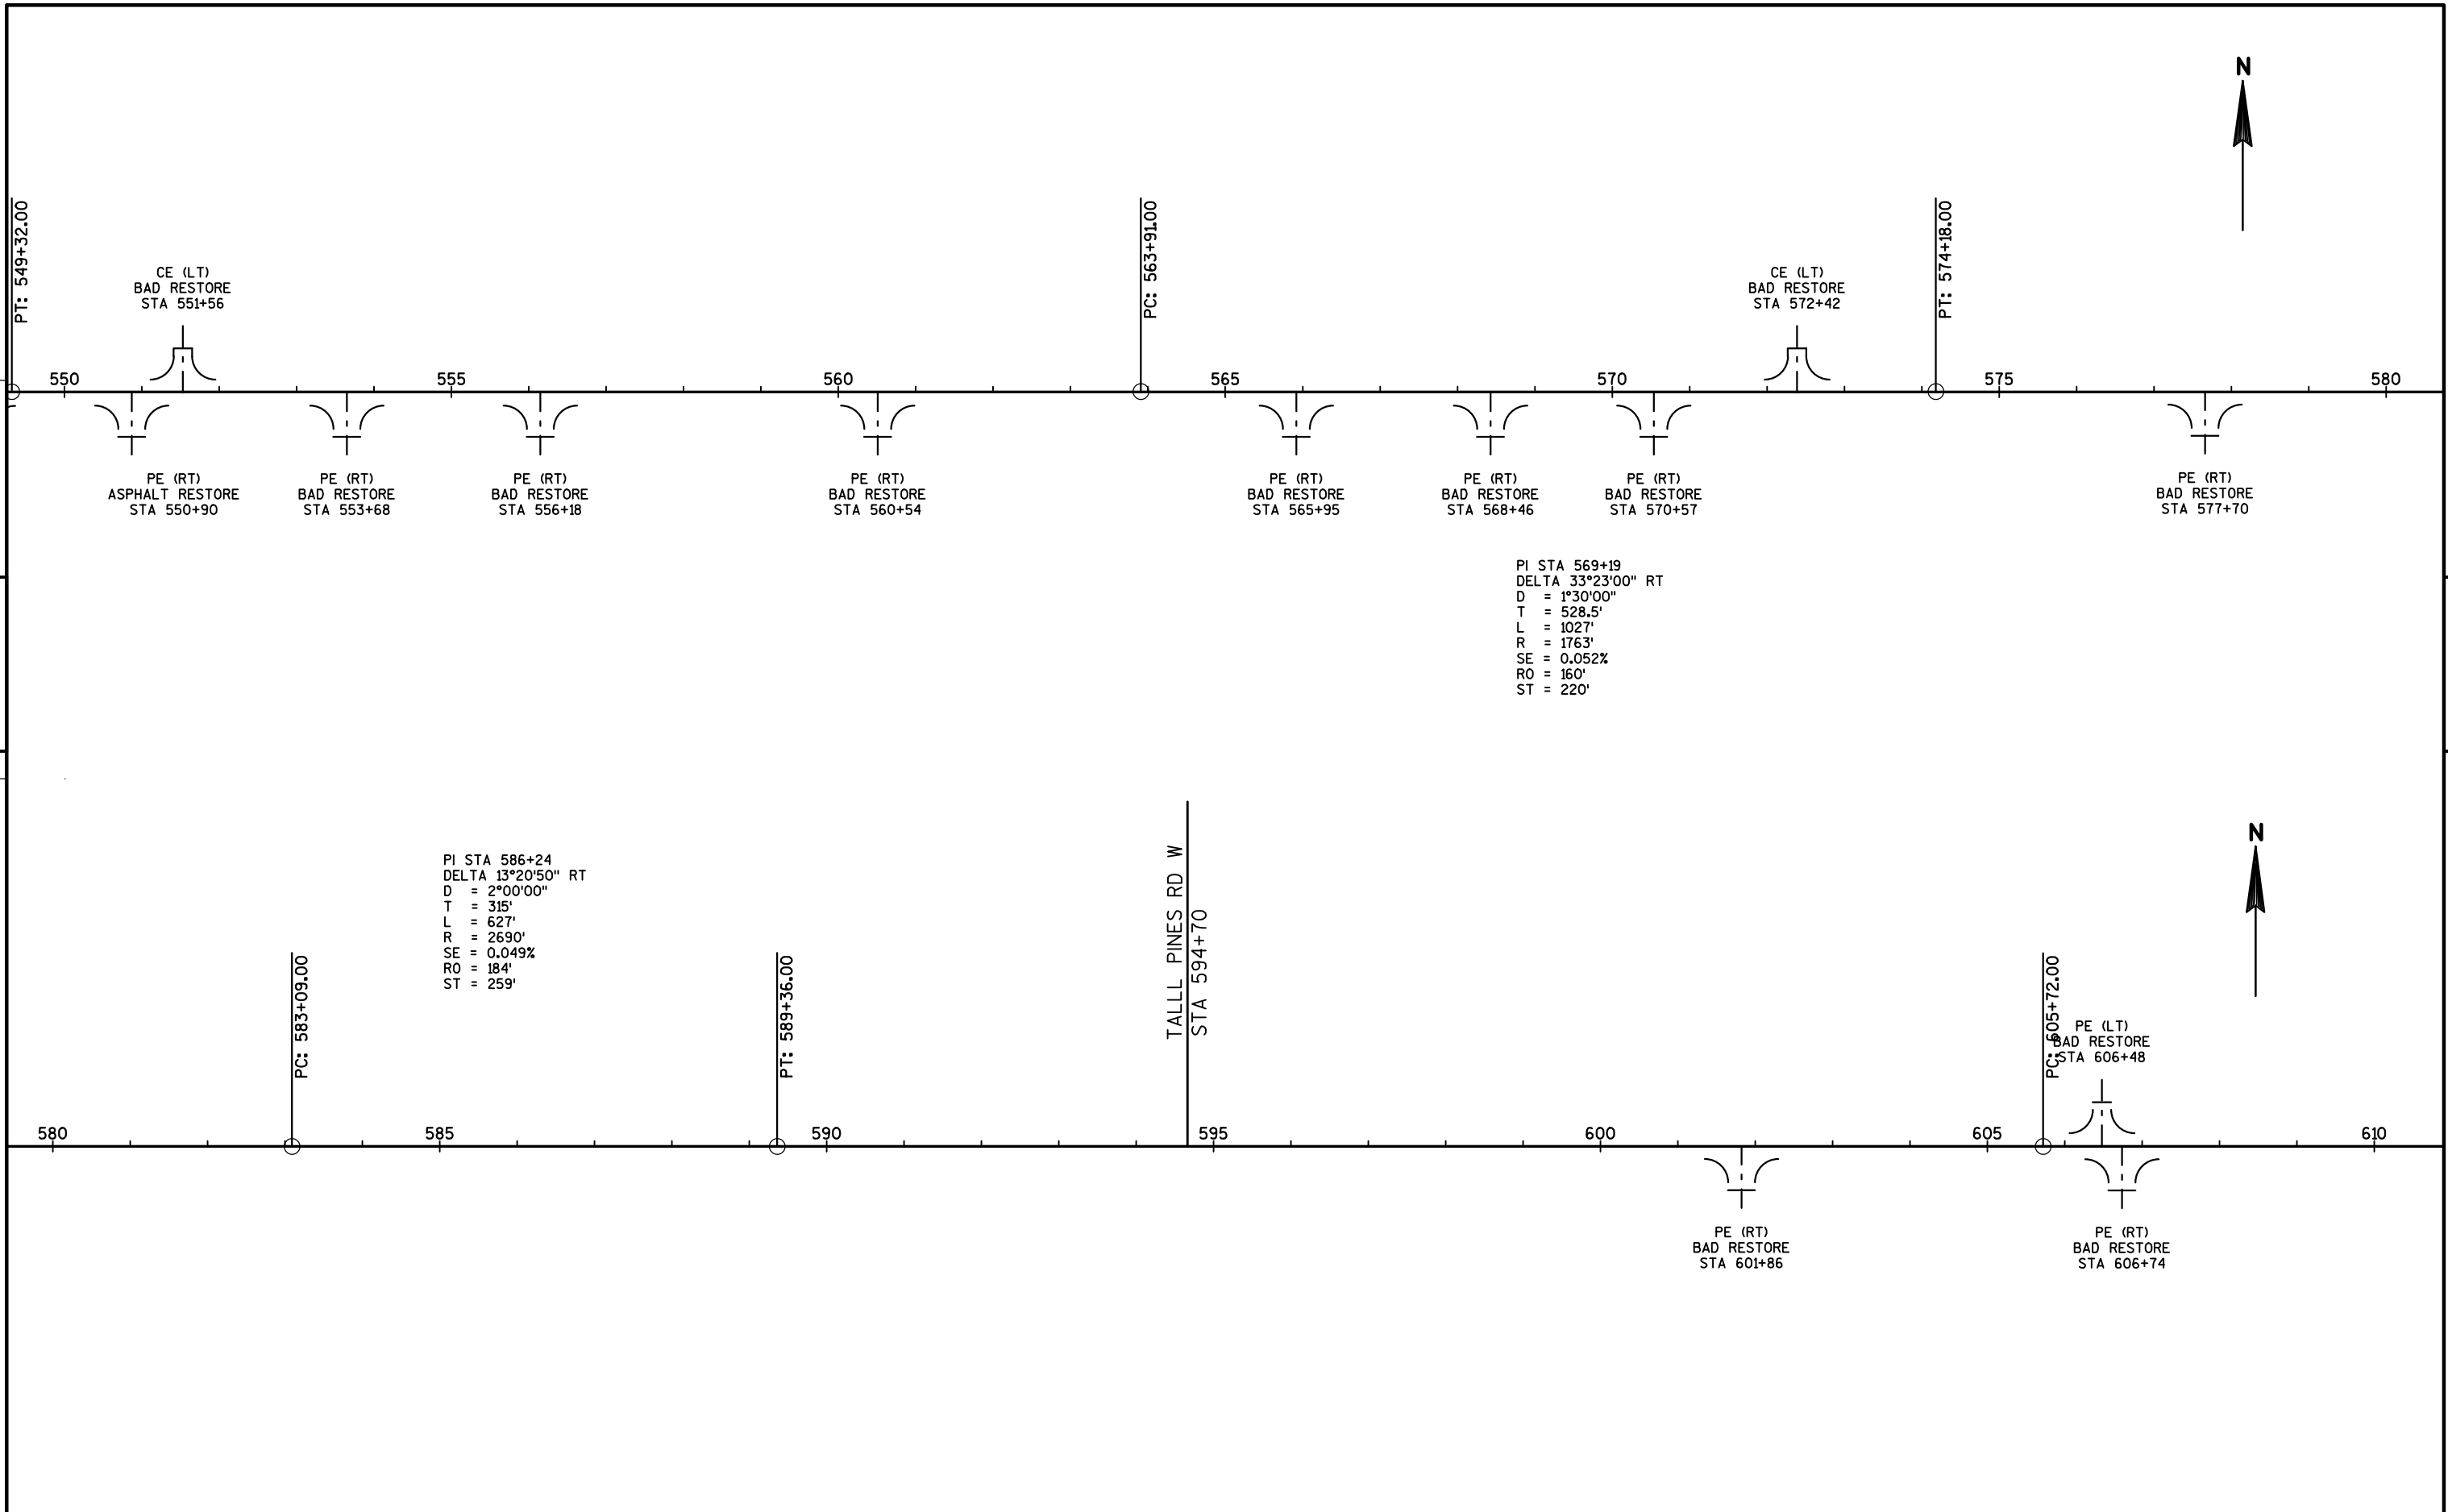 N
PT: 549+32.00
CE (LT)
BAD RESTORE
STA 551+56
PC: 563+91.00
CE (LT)
BAD RESTORE
STA 572+42
PT: 574+18.00
550
555
560
565
570
575
580
PE (RT)
ASPHALT RESTORE
STA 550+90
PE (RT)
BAD RESTORE
STA 553+68
PE (RT)
BAD RESTORE
STA 556+18
PE (RT)
BAD RESTORE
STA 560+54
PE (RT)
BAD RESTORE
STA 565+95
PE (RT)
BAD RESTORE
STA 568+46
PE (RT)
BAD RESTORE
STA 570+57
PE (RT)
BAD RESTORE
STA 577+70
PI STA 569+19
DELTA 33°23'00" RT
D = 1°30'00"
T = 528.5'
L = 1027'
R = 1763'
SE = 0.052%
RO = 160'
ST = 220'
N
PI STA 586+24
DELTA 13°20'50" RT
D = 2°00'00"
T = 315'
L = 627'
R = 2690'
SE = 0.049%
RO = 184'
ST = 259'
PC: 583+09.00
PT: 589+36.00
TALLL PINES RD W
STA 594+70
PC: 605+72.00
PE (LT)
BAD RESTORE
STA 606+48
580
585
590
595
600
605
610
PE (RT)
BAD RESTORE
STA 601+86
PE (RT)
BAD RESTORE
STA 606+74